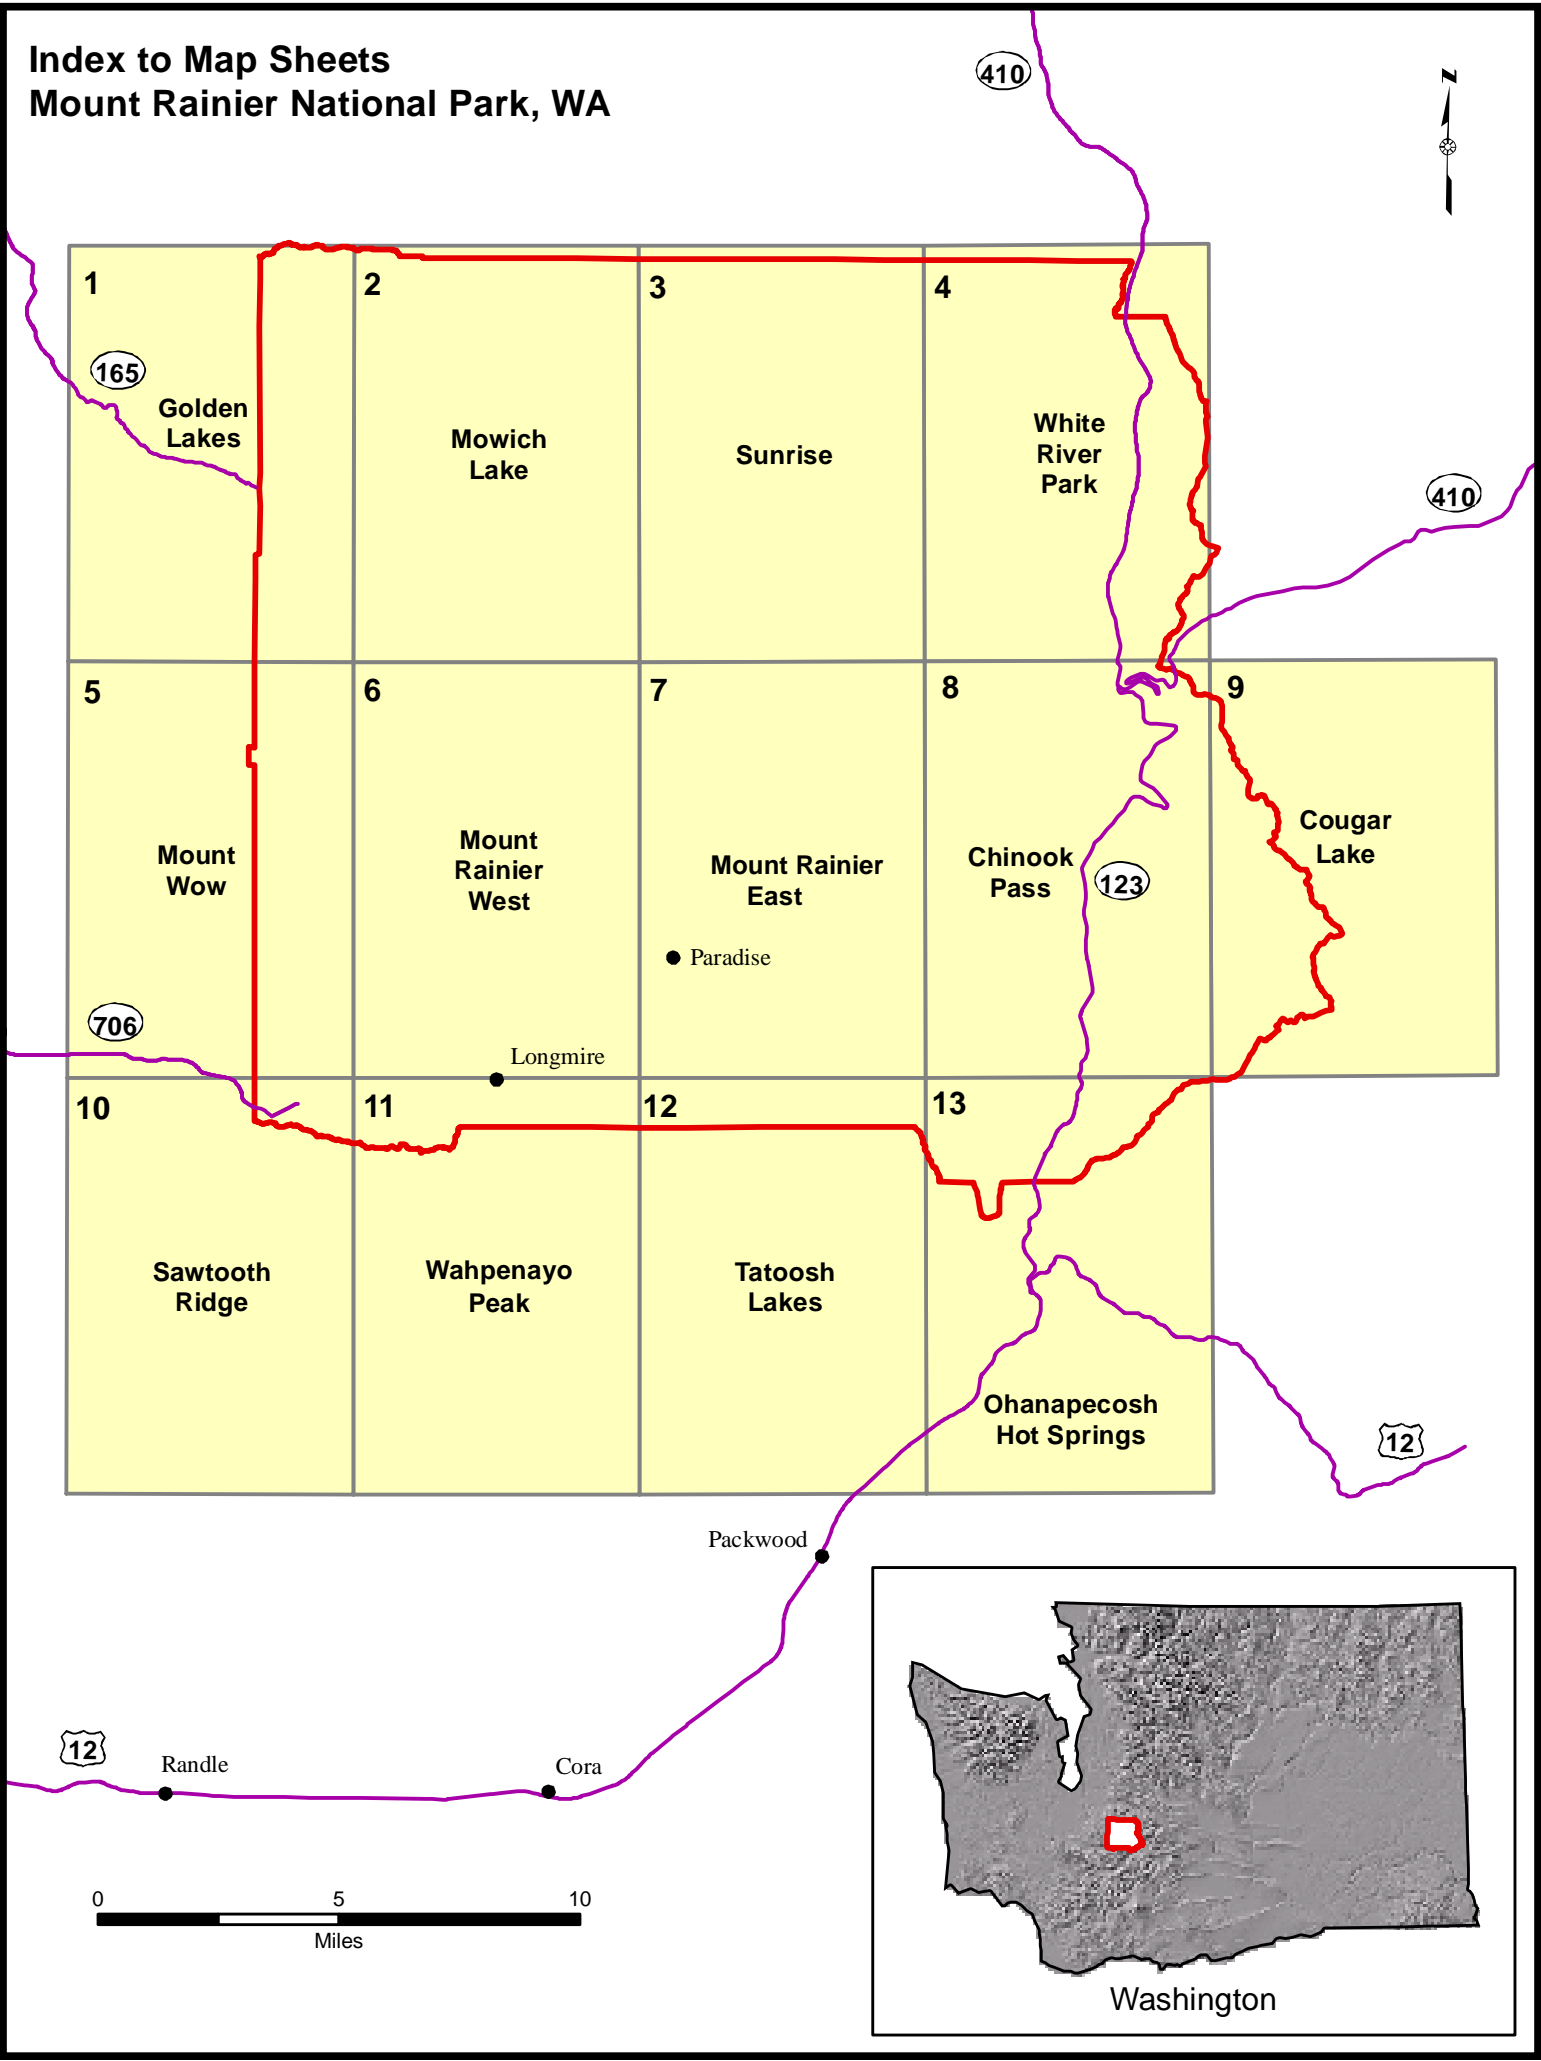 Index to Map Sheets
Mount Rainier National Park, WA
410
N
1
2
3
4
165
Golden
Lakes
Mowich
Lake
Sunrise
White
River
Park
410
5
6
7
8
9
Mount
Wow
Mount
Rainier
West
Mount Rainier
East
Chinook
Pass
123
Cougar
Lake
Paradise
706
Longmire
10
11
12
13
Sawtooth
Ridge
Wahpenayo
Peak
Tatoosh
Lakes
Ohanapecosh
Hot Springs
12
Packwood
12
Randle
Cora
0 5 10
Miles
Washington